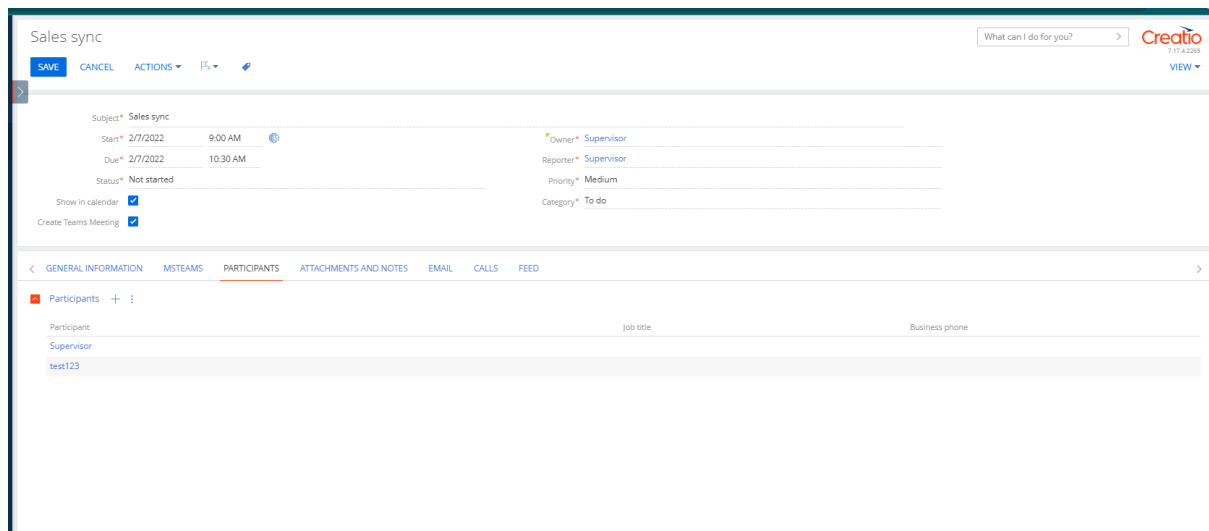 Sales sync
What can I do for you?
Creatio
7.17.4.2265
SAVE CANCEL ACTIONS
VIEW
Subject* Sales sync
Start* 2/7/2022 9:00 AM
Owner* Supervisor
Due* 2/7/2022 10:30 AM
Reporter* Supervisor
Status* Not started
Priority* Medium
Show in calendar
Category* To do
Create Teams Meeting
GENERAL INFORMATION MSTEAMS PARTICIPANTS ATTACHMENTS AND NOTES EMAIL CALLS FEED
Participants
Participant Job title Business phone
Supervisor
test123